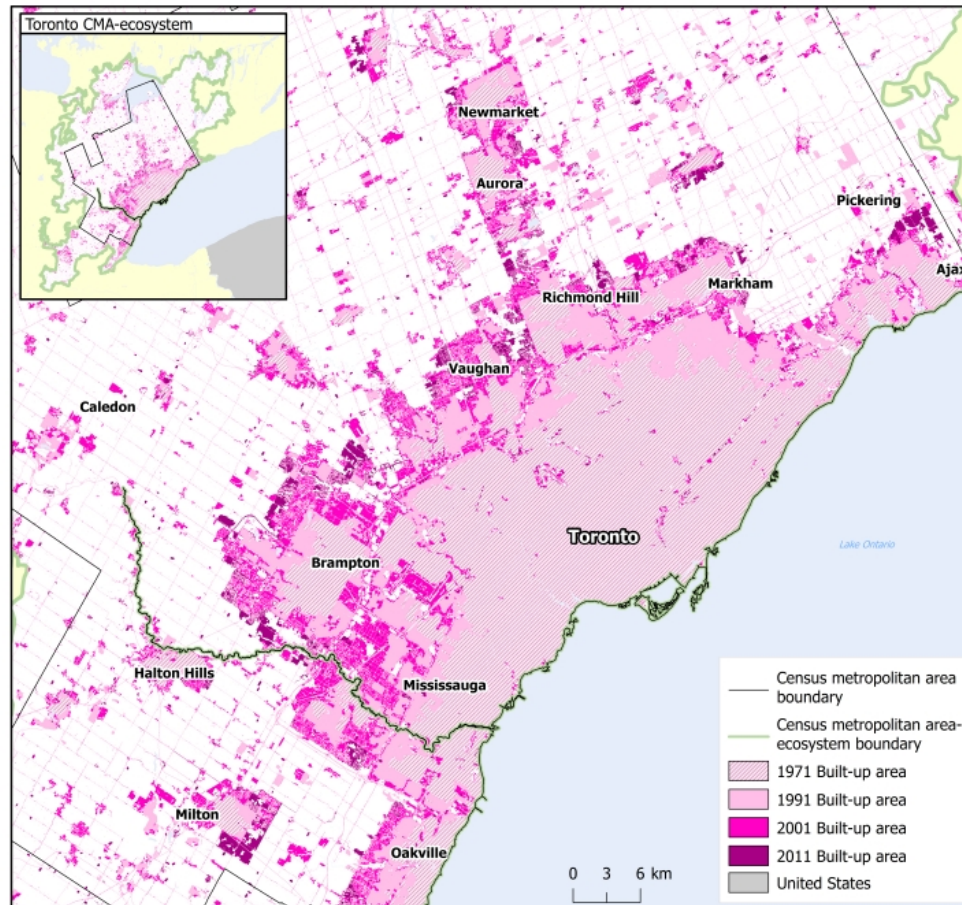 Toronto CMA-ecosystem
Newmarket
Aurora
Pickering
Ajax
Richmond Hill
Markham
Vaughan
Caledon
Toronto
Lake Ontario
Brampton
Halton Hills
Mississauga
Milton
Oakville
0 3 6 km
Census metropolitan area
boundary
Census metropolitan area-
ecosystem boundary
1971 Built-up area
1991 Built-up area
2001 Built-up area
2011 Built-up area
United States